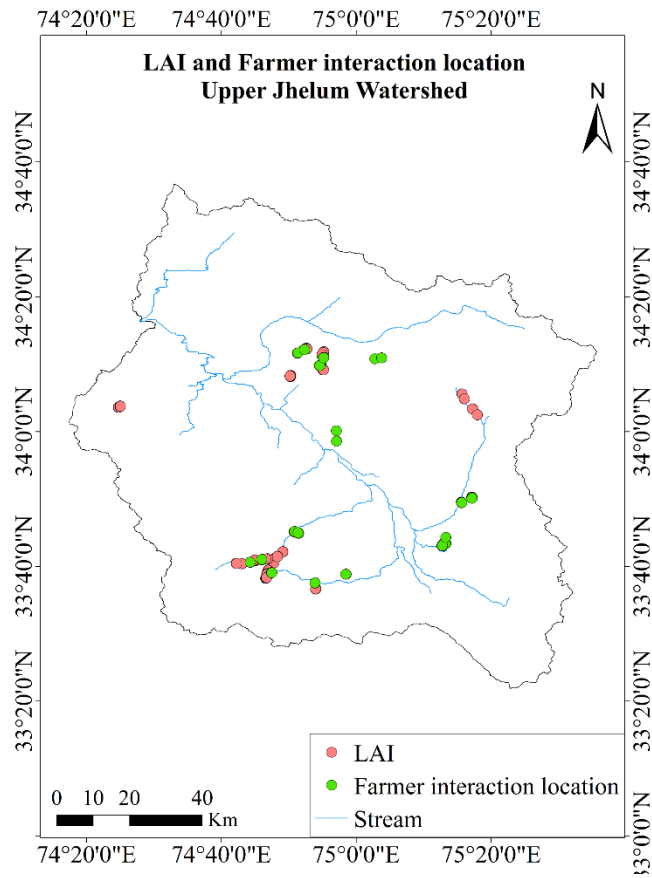 74°20'0"E 74°40'0"E 75°0'0"E 75°20'0"E
LAI and Farmer interaction location
Upper Jhelum Watershed
N
34°40'0"N 34°40'0"N
34°20'0"N 34°20'0"N
34°0'0"N 34°0'0"N
33°40'0"N 33°40'0"N
33°20'0"N 33°20'0"N
33°0'0"N
LAI
Farmer interaction location
Stream
0 10 20 40
Km
74°20'0"E 74°40'0"E 75°0'0"E 75°20'0"E